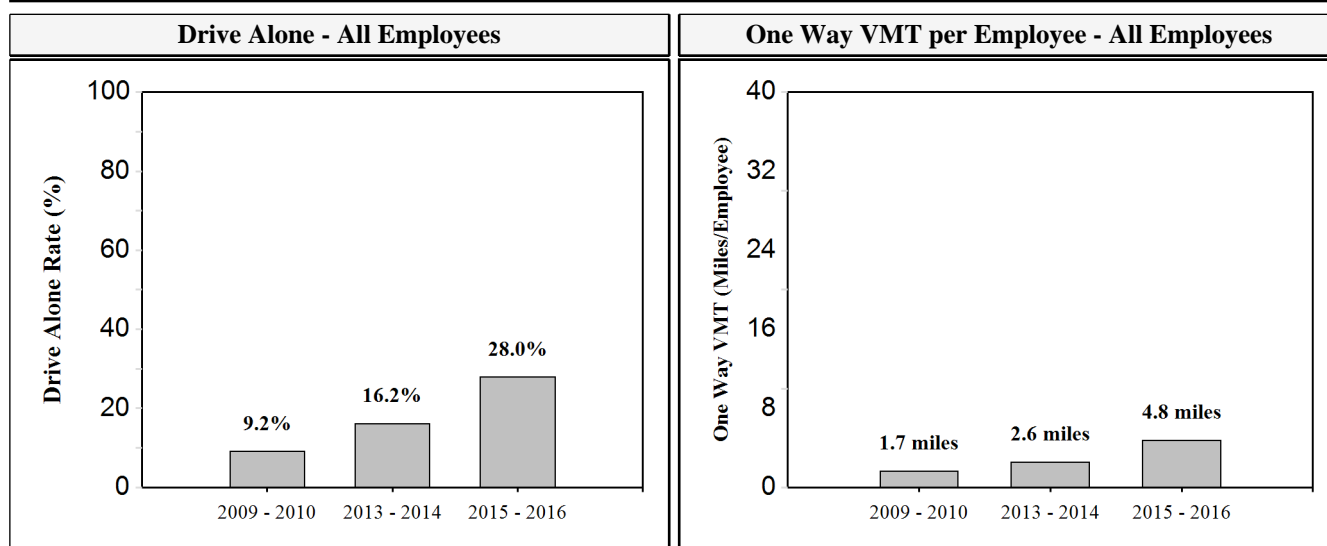 Drive Alone - All Employees
One Way VMT per Employee - All Employees
Drive Alone Rate (%)
100
80
60
40
20
0
9.2%
16.2%
28.0%
2009 - 2010
2013 - 2014
2015 - 2016
One Way VMT (Miles/Employee)
40
32
24
16
8
0
1.7 miles
2.6 miles
4.8 miles
2009 - 2010
2013 - 2014
2015 - 2016